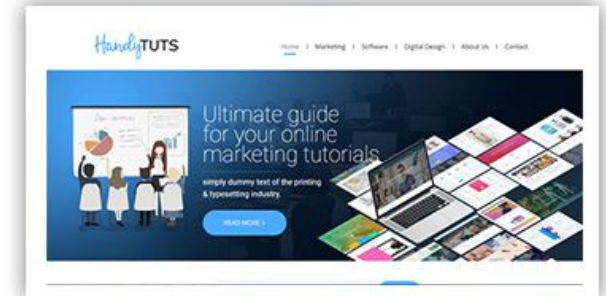 HandyTUTS
Home | Marketing | Software | Digital Design | About Us | Contact
Ultimate guide
for your online
marketing tutorials
simply dummy text of the printing
& typesetting industry.
READ MORE >